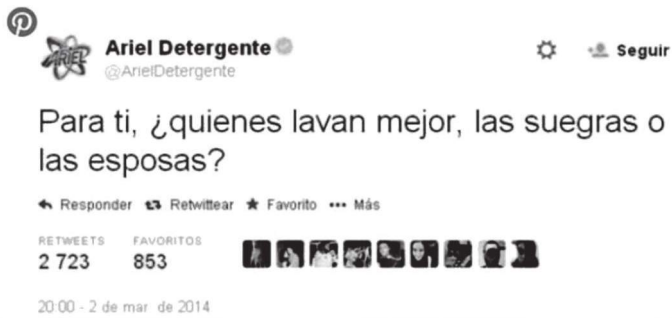 ARIEL
Ariel Detergente
@ArielDetergente
Seguir
Para ti, ¿quienes lavan mejor, las suegras o
las esposas?
Responder Retwittear Favorito ••• Más
RETWEETS FAVORITOS
2 723 853
20:00 - 2 de mar de 2014